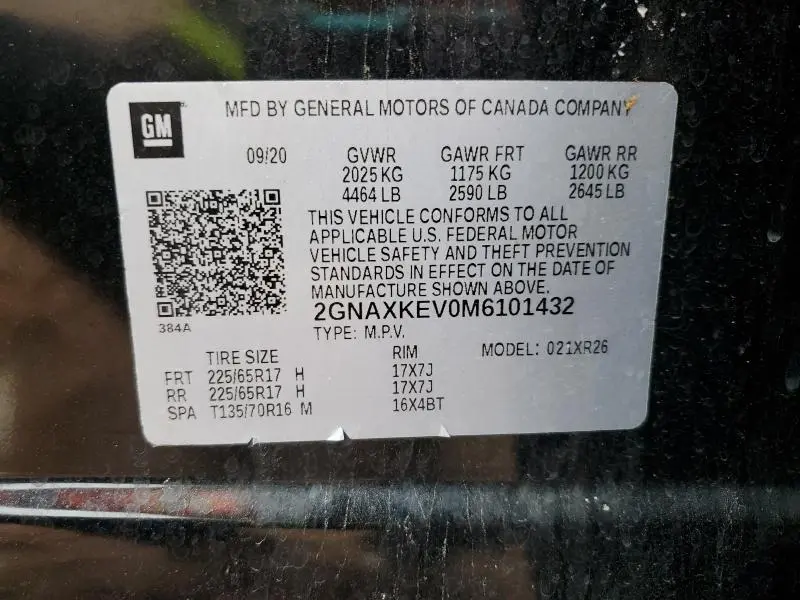 GM
MFD BY GENERAL MOTORS OF CANADA COMPANY
09/20 GVWR GAWR FRT GAWR RR
2025 KG 1175 KG 1200 KG
4464 LB 2590 LB 2645 LB
THIS VEHICLE CONFORMS TO ALL
APPLICABLE U.S. FEDERAL MOTOR
VEHICLE SAFETY AND THEFT PREVENTION
STANDARDS IN EFFECT ON THE DATE OF
MANUFACTURE SHOWN ABOVE.
2GNAXKEV0M6101432
384A
TYPE: M.P.V.
TIRE SIZE RIM MODEL: 021XR26
FRT 225/65R17 H 17X7J
RR 225/65R17 H 17X7J
SPA T135/70R16 M 16X4BT